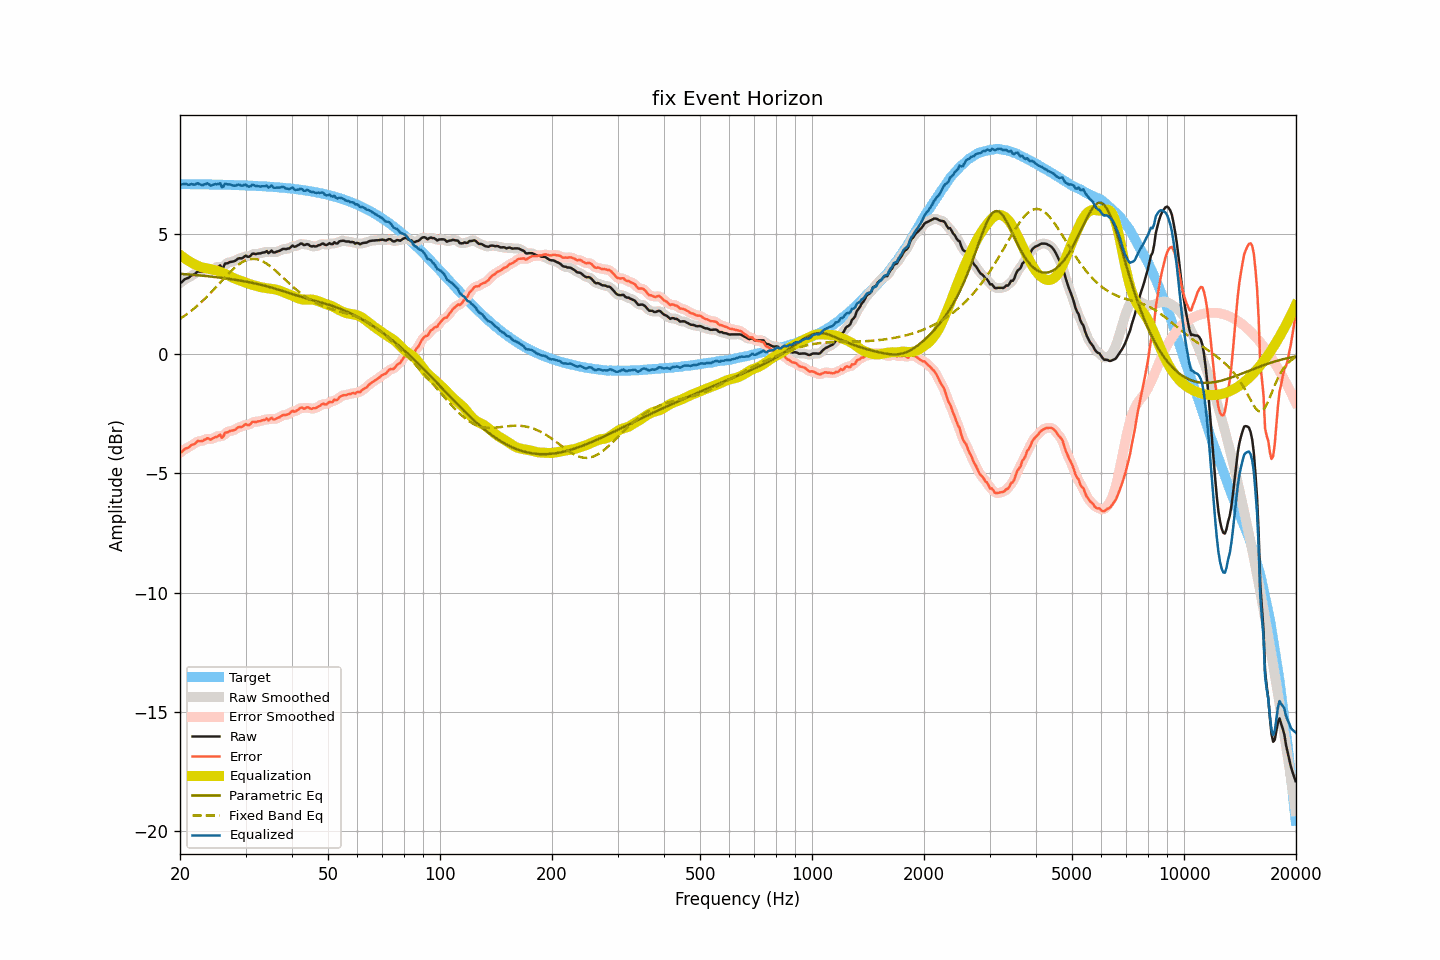 fix Event Horizon
Amplitude (dBr)
5
0
−5
−10
−15
−20
Target
Raw Smoothed
Error Smoothed
Raw
Error
Equalization
Parametric Eq
Fixed Band Eq
Equalized
20 50 100 200 500 1000 2000 5000 10000 20000
Frequency (Hz)